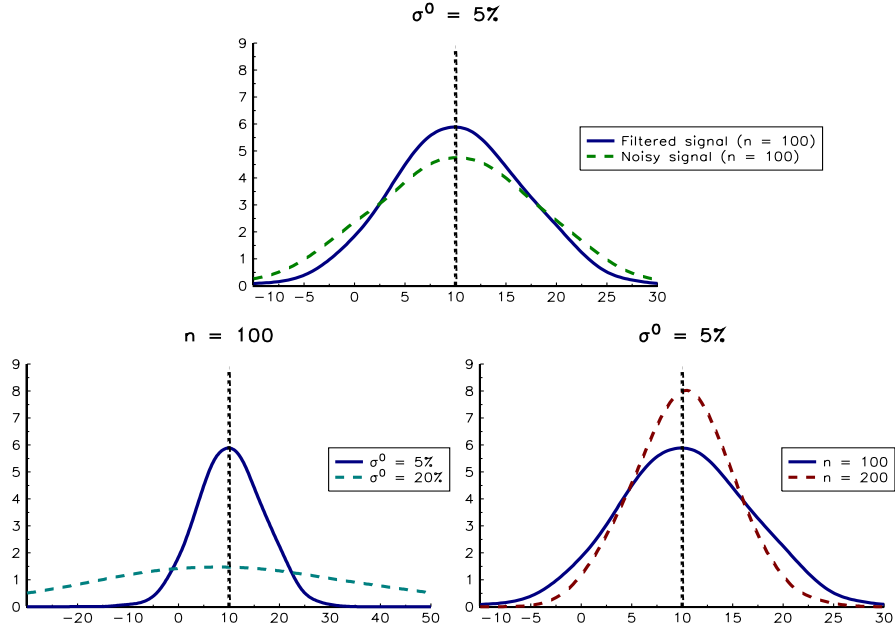 σ⁰ = 5%
9
8
7
6
5
4
3
2
1
0
−10 −5 0 5 10 15 20 25 30
Filtered signal (n = 100)
Noisy signal (n = 100)
n = 100
9
8
7
6
5
4
3
2
1
0
−20 −10 0 10 20 30 40 50
σ⁰ = 5%
σ⁰ = 20%
σ⁰ = 5%
9
8
7
6
5
4
3
2
1
0
−10 −5 0 5 10 15 20 25 30
n = 100
n = 200